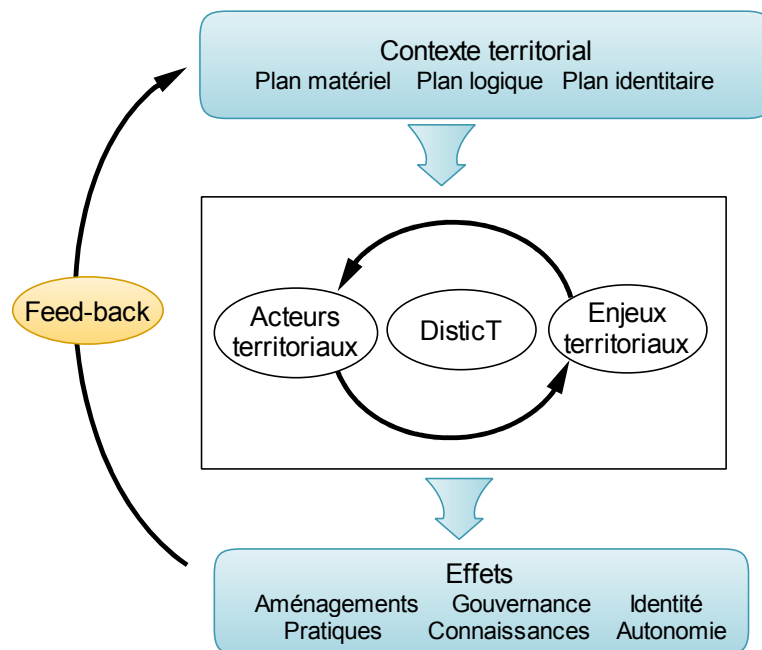 Contexte territorial
Plan matériel Plan logique Plan identitaire
Feed-back
Acteurs
territoriaux
DisticT
Enjeux
territoriaux
Effets
Aménagements Gouvernance Identité
Pratiques Connaissances Autonomie